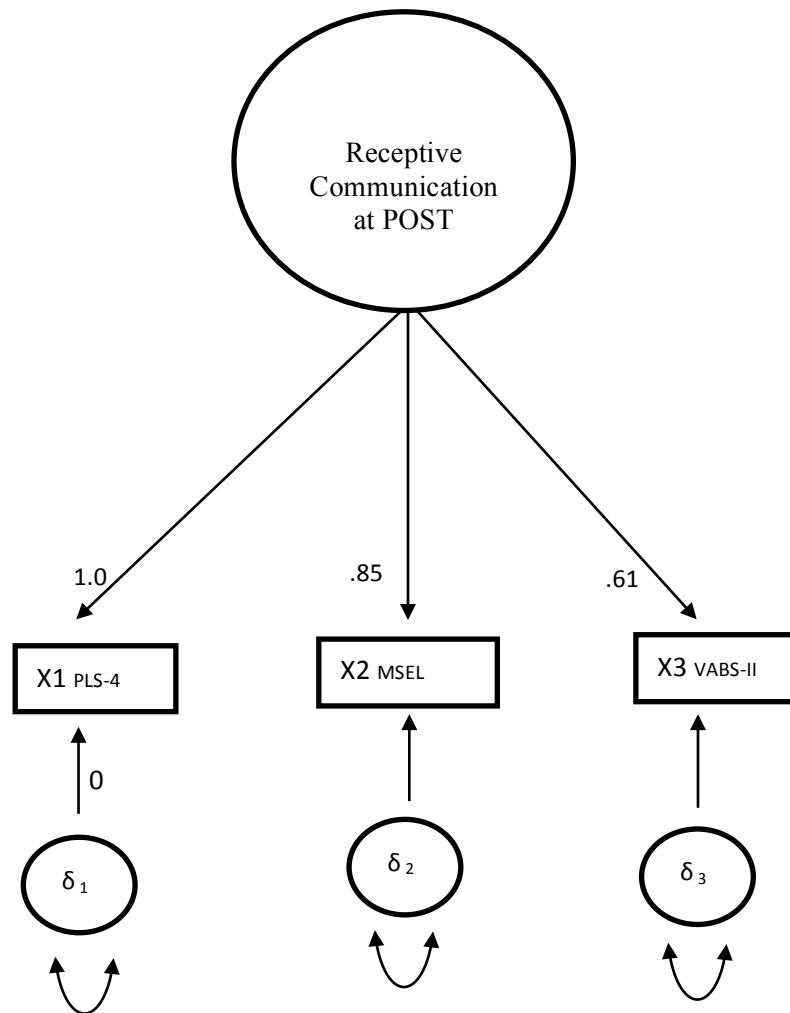 Receptive
Communication
at POST
1.0
.85
.61
X1 PLS-4
X2 MSEL
X3 VABS-II
0
δ 1
δ 2
δ 3